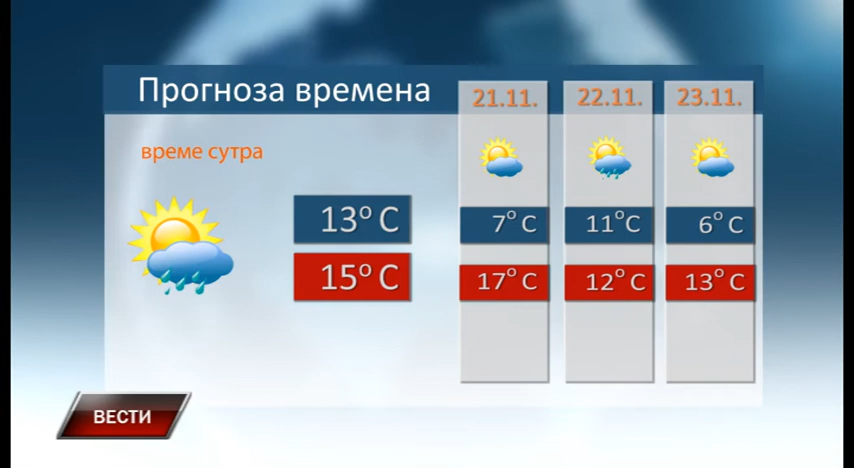 Прогноза времена
време сутра
13° C
15° C
21.11.
22.11.
23.11.
7° C
11°C
6° C
17° C
12° C
13° C
ВЕСТИ